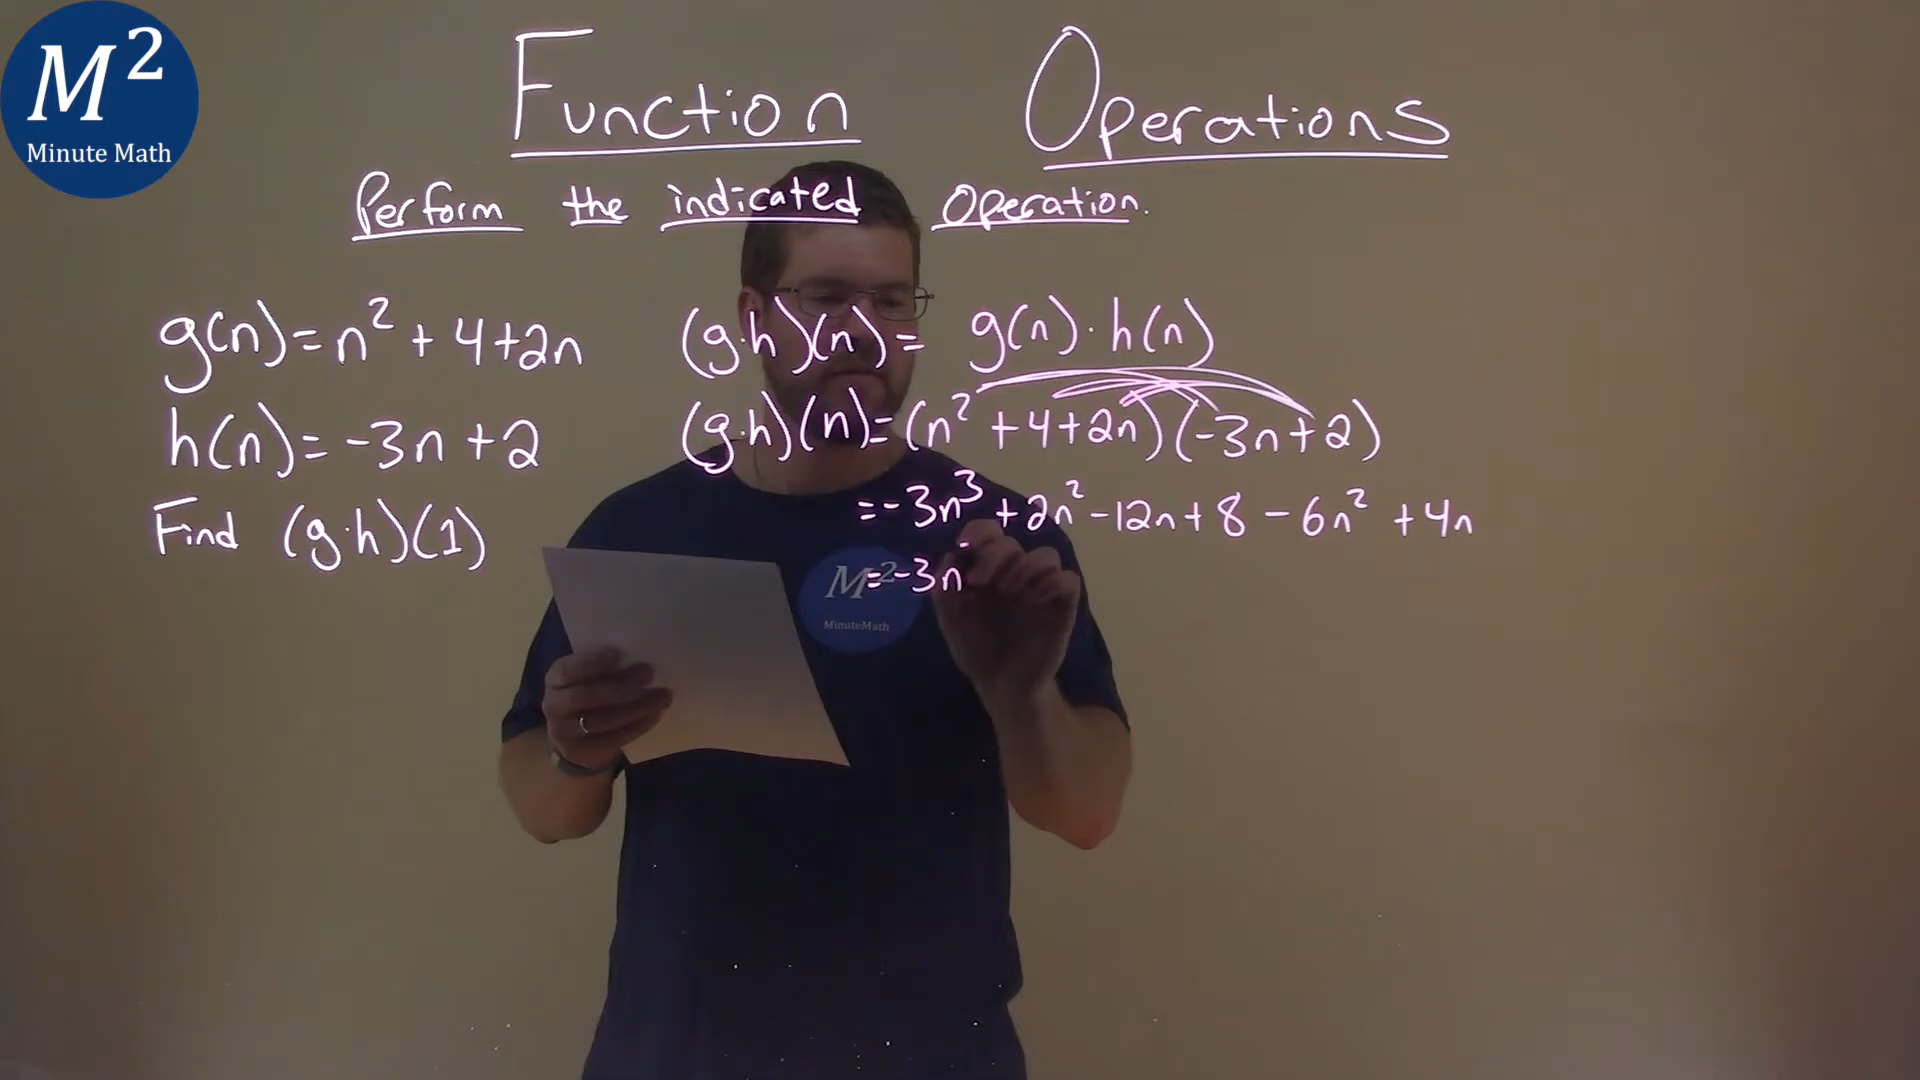 M²
Minute Math
Function Operations
Perform the indicated operation.
g(n)=n²+4+2n
h(n)=-3n+2
Find (g·h)(1)
(g·h)(n)= g(n)·h(n)
(g·h)(n)=(n²+4+2n)(-3n+2)
=-3n³+2n²-12n+8-6n²+4n
=-3n
M²
MinuteMath